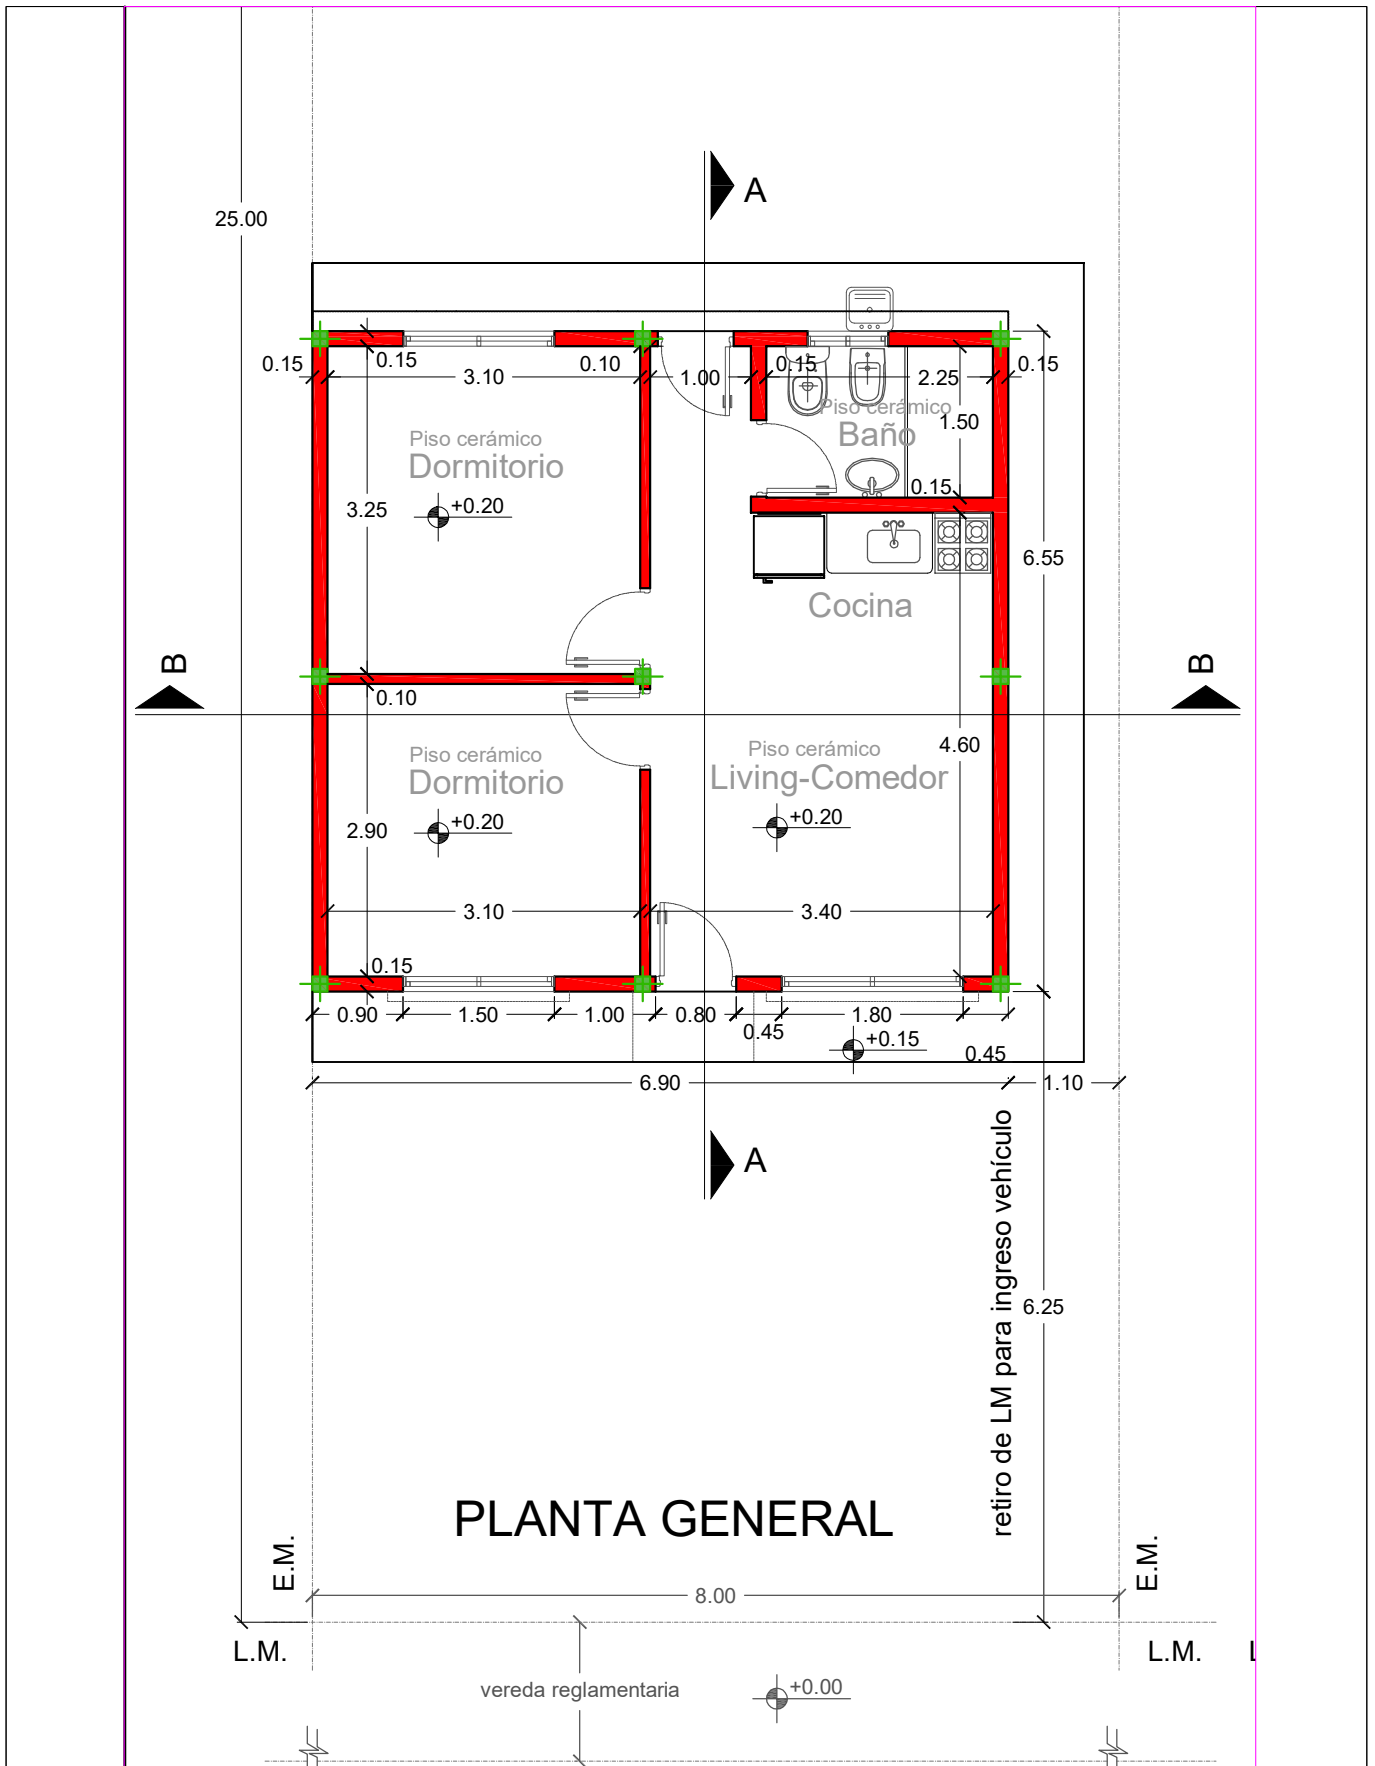 A
25.00
0.15
0.15
3.10
0.10
1.00
0.15
2.25
0.15
Piso cerámico
Baño
1.50
Piso cerámico
Dormitorio
+0.20
3.25
0.15
6.55
Cocina
B
B
0.10
Piso cerámico
Dormitorio
+0.20
Piso cerámico
Living-Comedor
+0.20
4.60
2.90
3.10
3.40
0.15
0.90
1.50
1.00
0.80
0.45
1.80
0.45
+0.15
6.90
1.10
A
retiro de LM para ingreso vehículo
6.25
PLANTA GENERAL
E.M.
E.M.
8.00
L.M.
L.M.
vereda reglamentaria
+0.00